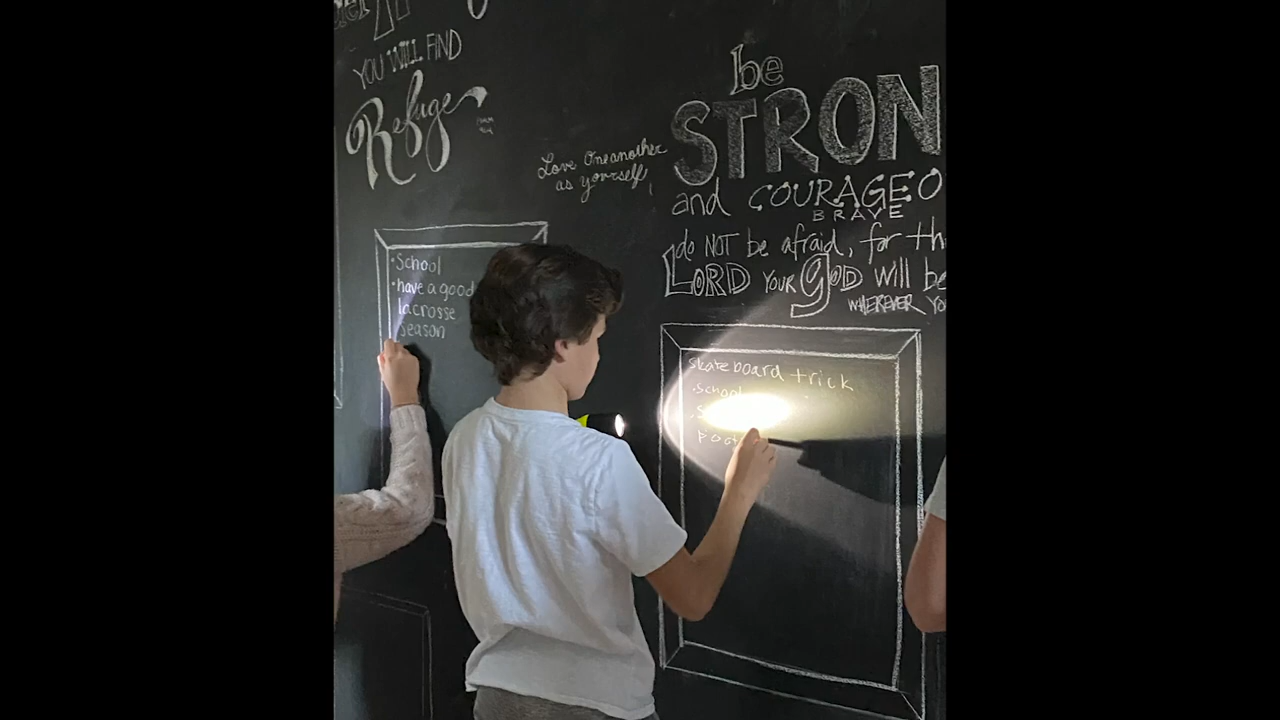 YOU WILL FIND
Refuge
Love One another
as yourself
be
STRON
and COURAGEO
BRAVE
do NOT be afraid, for th
LORD YOUR GOD will be
WHEREVER YO
• School
• have a good
lacrosse
season
skateboard trick
• School